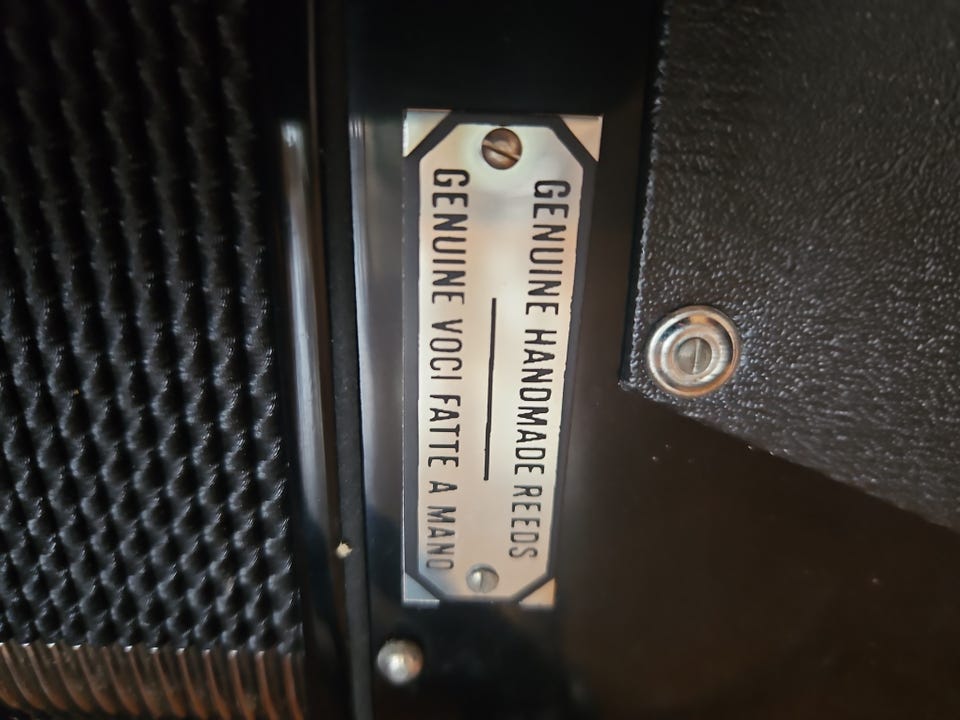 GENUINE HANDMADE REEDS
GENUINE VOCI FATTE A MANO